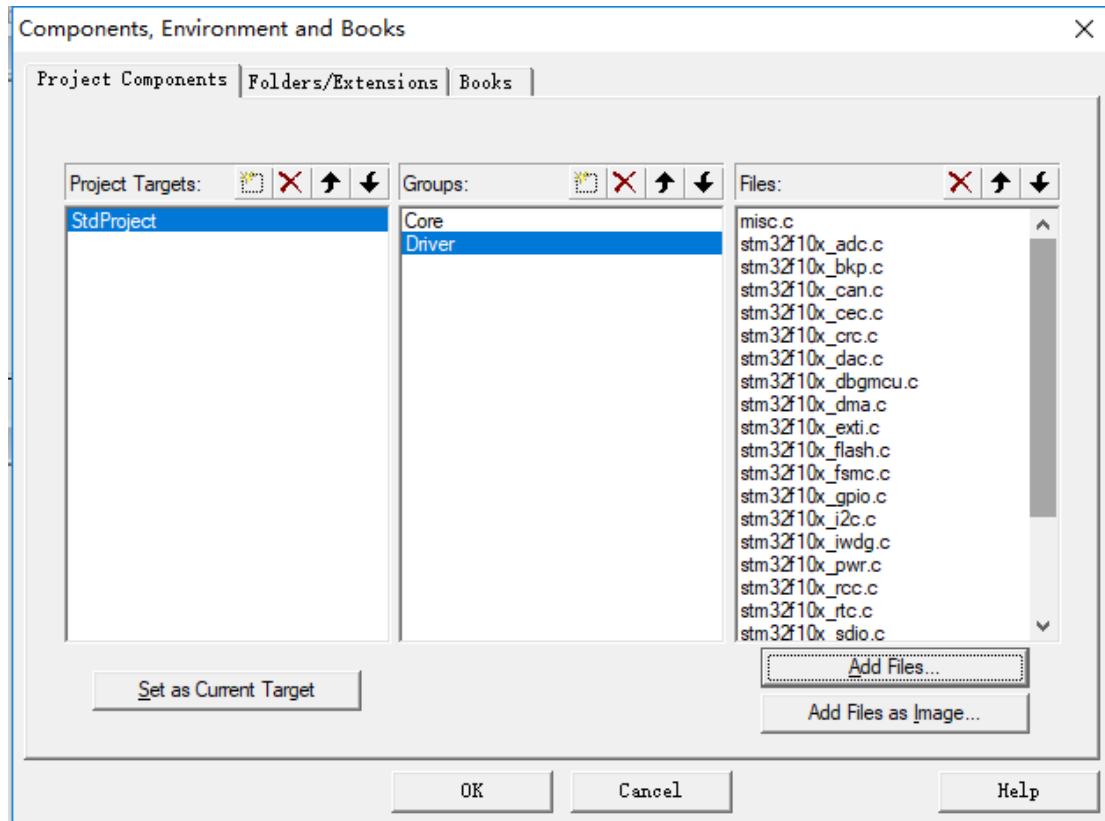 Components, Environment and Books
Project Components Folders/Extensions Books
Project Targets: Groups: Files:
StdProject
Core
Driver
misc.c
stm32f10x_adc.c
stm32f10x_bkp.c
stm32f10x_can.c
stm32f10x_cec.c
stm32f10x_crc.c
stm32f10x_dac.c
stm32f10x_dbgmcu.c
stm32f10x_dma.c
stm32f10x_exti.c
stm32f10x_flash.c
stm32f10x_fsmc.c
stm32f10x_gpio.c
stm32f10x_i2c.c
stm32f10x_iwdg.c
stm32f10x_pwr.c
stm32f10x_rcc.c
stm32f10x_rtc.c
stm32f10x_sdio.c
Set as Current Target
Add Files...
Add Files as Image...
OK Cancel Help